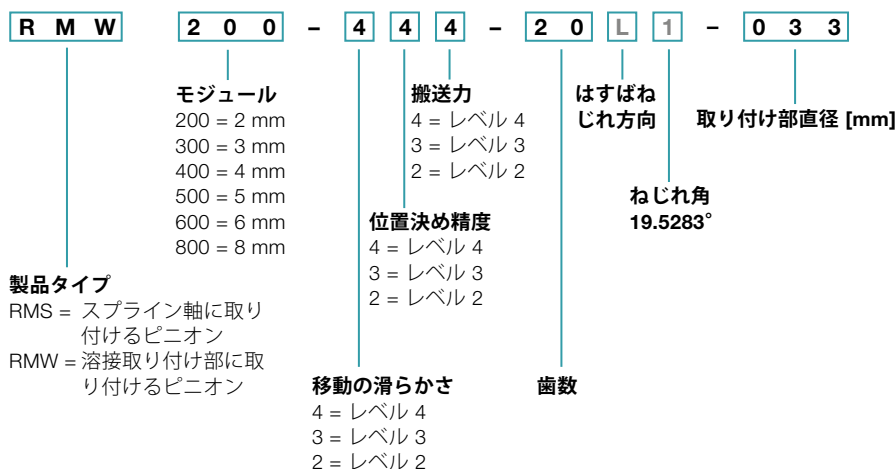 RMW 200 – 4 4 4 – 20 L 1 – 033
モジュール
200 = 2 mm
300 = 3 mm
400 = 4 mm
500 = 5 mm
600 = 6 mm
800 = 8 mm
搬送力
4 = レベル 4
3 = レベル 3
2 = レベル 2
はすばね
じれ方向
取り付け部直径 [mm]
ねじれ角
19.5283°
位置決め精度
4 = レベル 4
3 = レベル 3
2 = レベル 2
製品タイプ
RMS = スプライン軸に取り
付けるピニオン
RMW = 溶接取り付け部に取
り付けるピニオン
移動の滑らかさ
4 = レベル 4
3 = レベル 3
2 = レベル 2
歯数